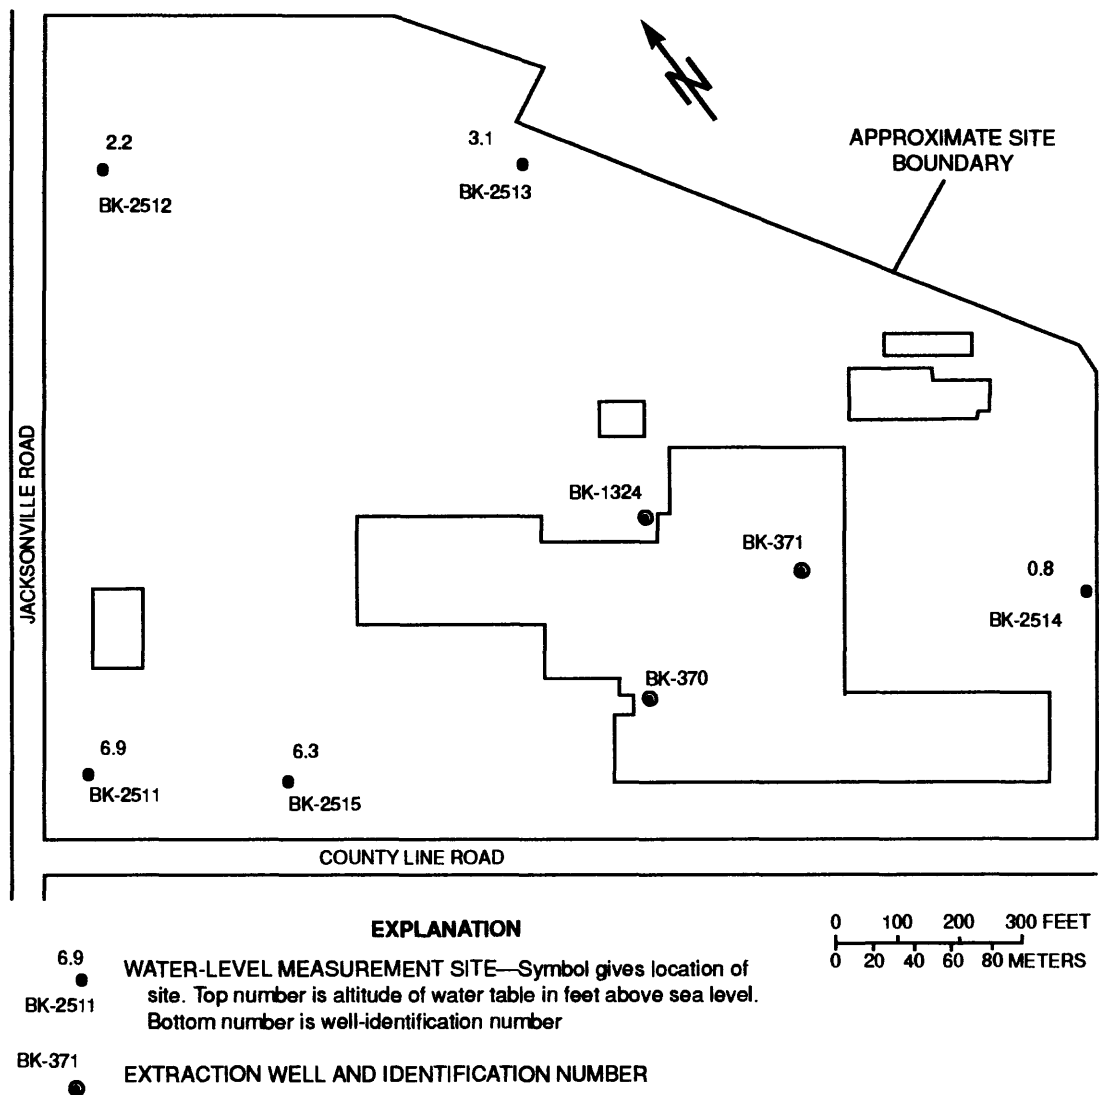 2.2
BK-2512
3.1
BK-2513
N
APPROXIMATE SITE
BOUNDARY
JACKSONVILLE ROAD
BK-1324
BK-371
0.8
BK-2514
BK-370
6.9
BK-2511
6.3
BK-2515
COUNTY LINE ROAD
EXPLANATION
0 100 200 300 FEET
0 20 40 60 80 METERS
6.9
BK-2511
WATER-LEVEL MEASUREMENT SITE—Symbol gives location of
site. Top number is altitude of water table in feet above sea level.
Bottom number is well-identification number
BK-371
EXTRACTION WELL AND IDENTIFICATION NUMBER